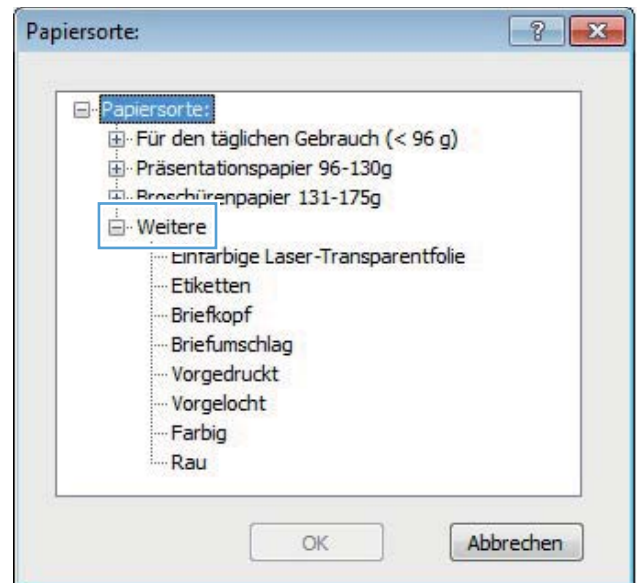 Papiersorte:
Papiersorte:
Für den täglichen Gebrauch (< 96 g)
Präsentationspapier 96-130g
Broschürenpapier 131-175g
Weitere
Einfarbige Laser-Transparentfolie
Etiketten
Briefkopf
Briefumschlag
Vorgedruckt
Vorgelocht
Farbig
Rau
OK Abbrechen